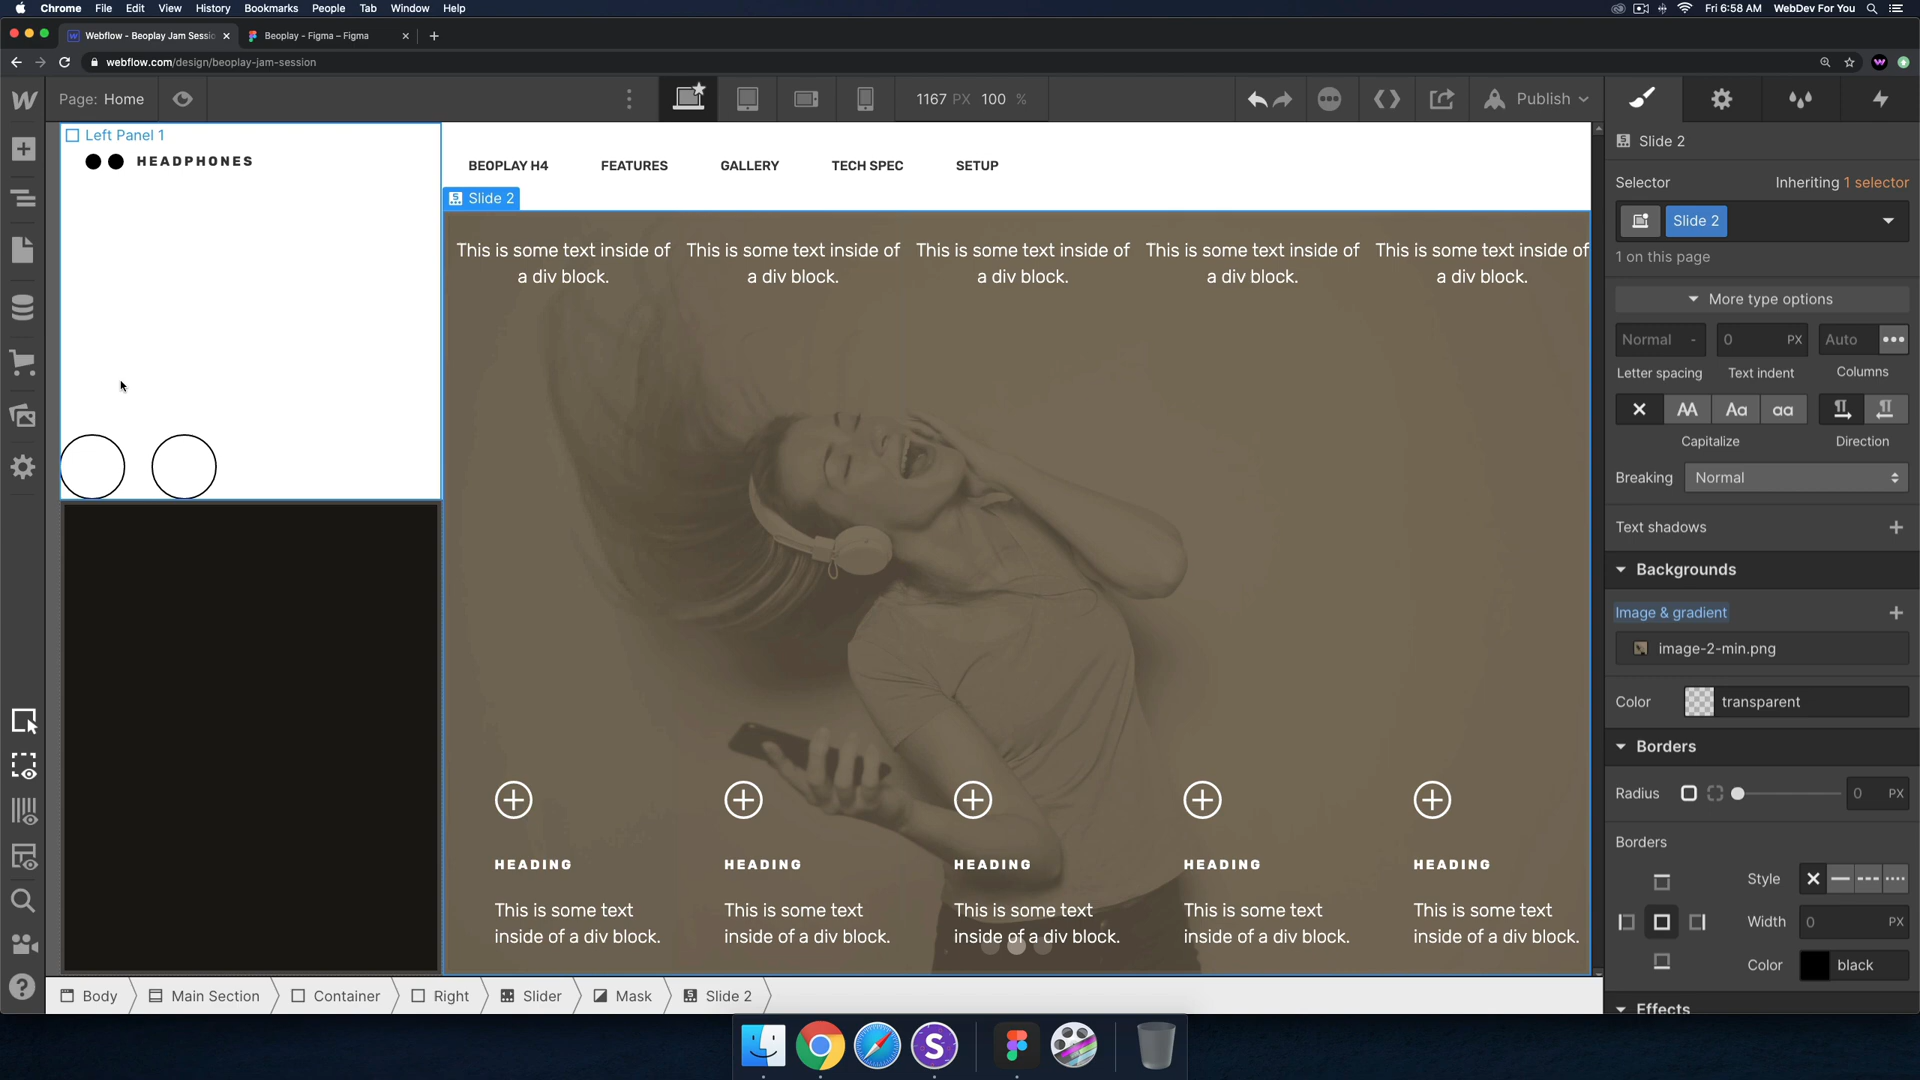 Chrome File Edit View History Bookmarks People Tab Window Help Fri 6:58 AM WebDev For You
Webflow - Beoplay Jam Sessio Beoplay - Figma – Figma
webflow.com/design/beoplay-jam-session
Page: Home 1167 PX 100 % Publish
Left Panel 1
HEADPHONES
BEOPLAY H4 FEATURES GALLERY TECH SPEC SETUP
Slide 2
This is some text inside of This is some text inside of This is some text inside of This is some text inside of This is some text inside of
a div block. a div block. a div block. a div block. a div block.
HEADING HEADING HEADING HEADING HEADING
This is some text This is some text This is some text This is some text This is some text
inside of a div block. inside of a div block. inside of a div block. inside of a div block. inside of a div block.
Slide 2
Selector Inheriting 1 selector
Slide 2
1 on this page
More type options
Normal - 0 PX Auto
Letter spacing Text indent Columns
AA Aa aa
Capitalize Direction
Breaking Normal
Text shadows
Backgrounds
Image & gradient
image-2-min.png
Color transparent
Borders
Radius 0 PX
Borders
Style
Width 0 PX
Color black
Effects
Body Main Section Container Right Slider Mask Slide 2